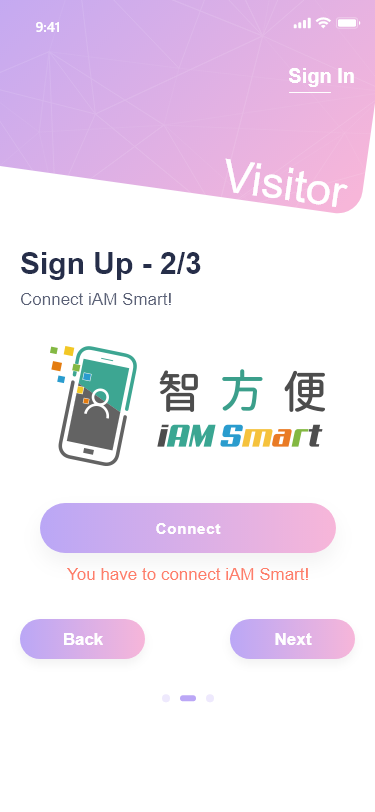 9:41
Sign In
Visitor
Sign Up - 2/3
Connect iAM Smart!
智方便
iAM Smart
Connect
You have to connect iAM Smart!
Back
Next